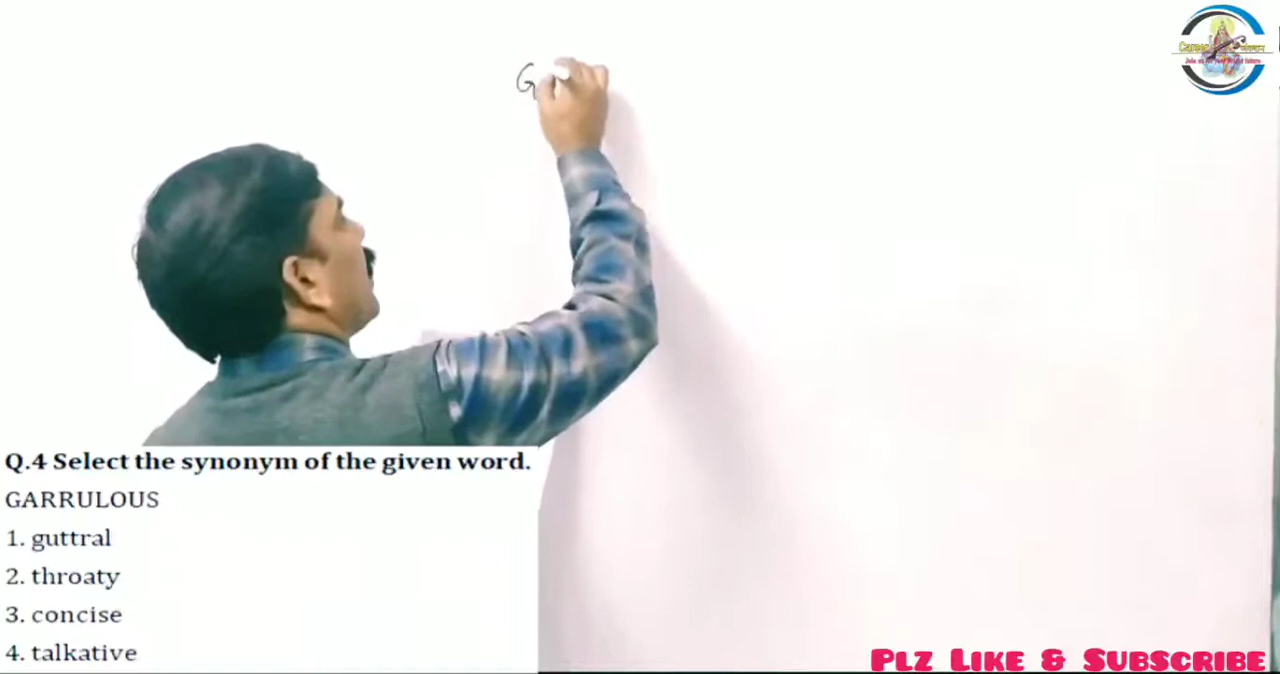 G
Q.4 Select the synonym of the given word.
GARRULOUS
1. guttral
2. throaty
3. concise
4. talkative
Plz Like & Subscribe